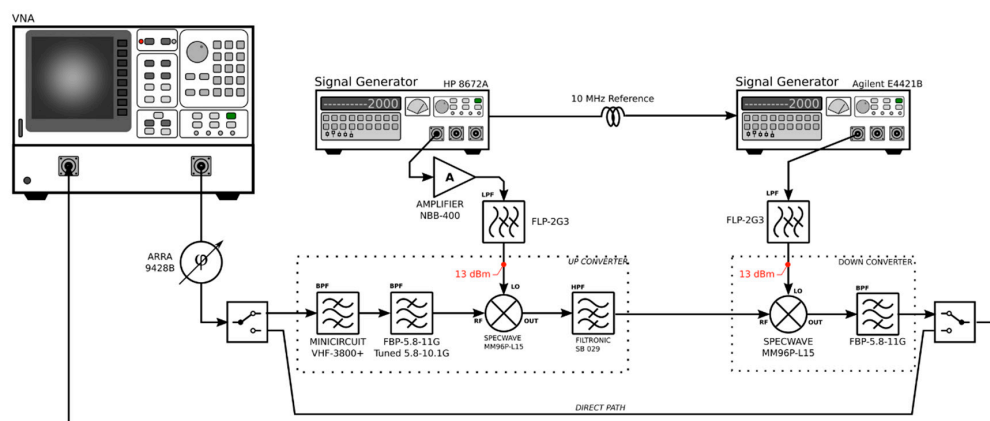 VNA
Signal Generator
HP 8672A
---------2000
10 MHz Reference
Signal Generator
Agilent E4421B
---------2000
A
AMPLIFIER
NBB-400
LPF
FLP-2G3
LPF
FLP-2G3
ARRA
9428B
φ
13 dBm
UP CONVERTER
13 dBm
DOWN CONVERTER
BPF
MINICIRCUIT
VHF-3800+
BPF
FBP-5.8-11G
Tuned 5.8-10.1G
LO
RF
OUT
SPECWAVE
MM96P-L15
HPF
FILTRONIC
SB 029
LO
RF
OUT
SPECWAVE
MM96P-L15
BPF
FBP-5.8-11G
DIRECT PATH